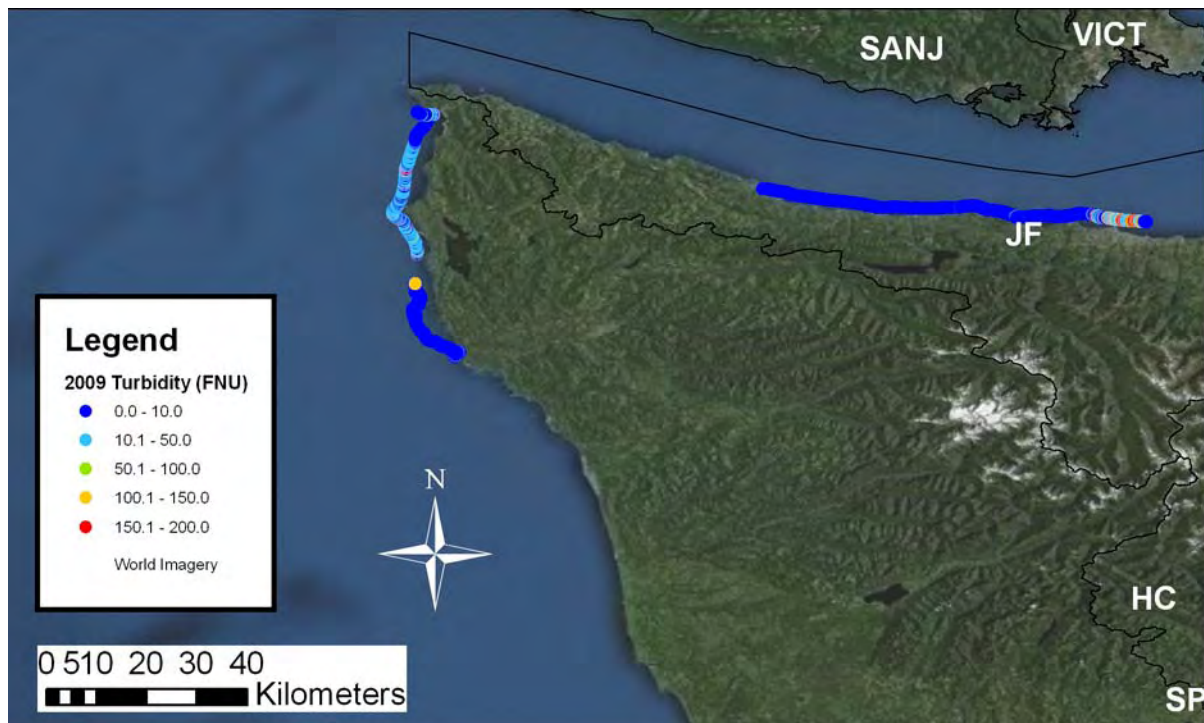 SANJ
VICT
JF
Legend
2009 Turbidity (FNU)
0.0 - 10.0
10.1 - 50.0
50.1 - 100.0
100.1 - 150.0
150.1 - 200.0
World Imagery
N
HC
0 510 20 30 40
Kilometers
SP